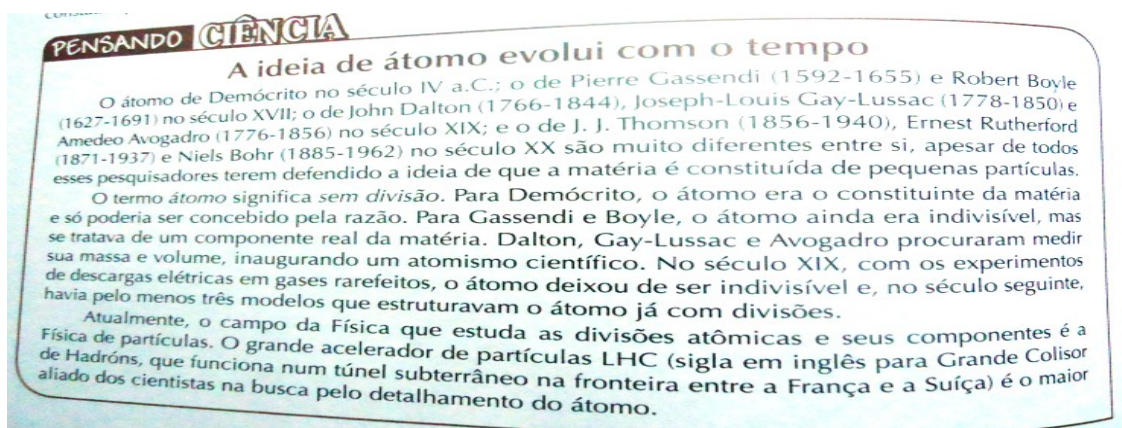 PENSANDO CIÊNCIA
A ideia de átomo evolui com o tempo
O átomo de Demócrito no século IV a.C.; o de Pierre Gassendi (1592-1655) e Robert Boyle
(1627-1691) no século XVII; o de John Dalton (1766-1844), Joseph-Louis Gay-Lussac (1778-1850) e
Amedeo Avogadro (1776-1856) no século XIX; e o de J. J. Thomson (1856-1940), Ernest Rutherford
(1871-1937) e Niels Bohr (1885-1962) no século XX são muito diferentes entre si, apesar de todos
esses pesquisadores terem defendido a ideia de que a matéria é constituída de pequenas partículas.
O termo átomo significa sem divisão. Para Demócrito, o átomo era o constituinte da matéria
e só poderia ser concebido pela razão. Para Gassendi e Boyle, o átomo ainda era indivisível, mas
se tratava de um componente real da matéria. Dalton, Gay-Lussac e Avogadro procuraram medir
sua massa e volume, inaugurando um atomismo científico. No século XIX, com os experimentos
de descargas elétricas em gases rarefeitos, o átomo deixou de ser indivisível e, no século seguinte,
havia pelo menos três modelos que estruturavam o átomo já com divisões.
Atualmente, o campo da Física que estuda as divisões atômicas e seus componentes é a
Física de partículas. O grande acelerador de partículas LHC (sigla em inglês para Grande Colisor
de Hadróns, que funciona num túnel subterrâneo na fronteira entre a França e a Suíça) é o maior
aliado dos cientistas na busca pelo detalhamento do átomo.